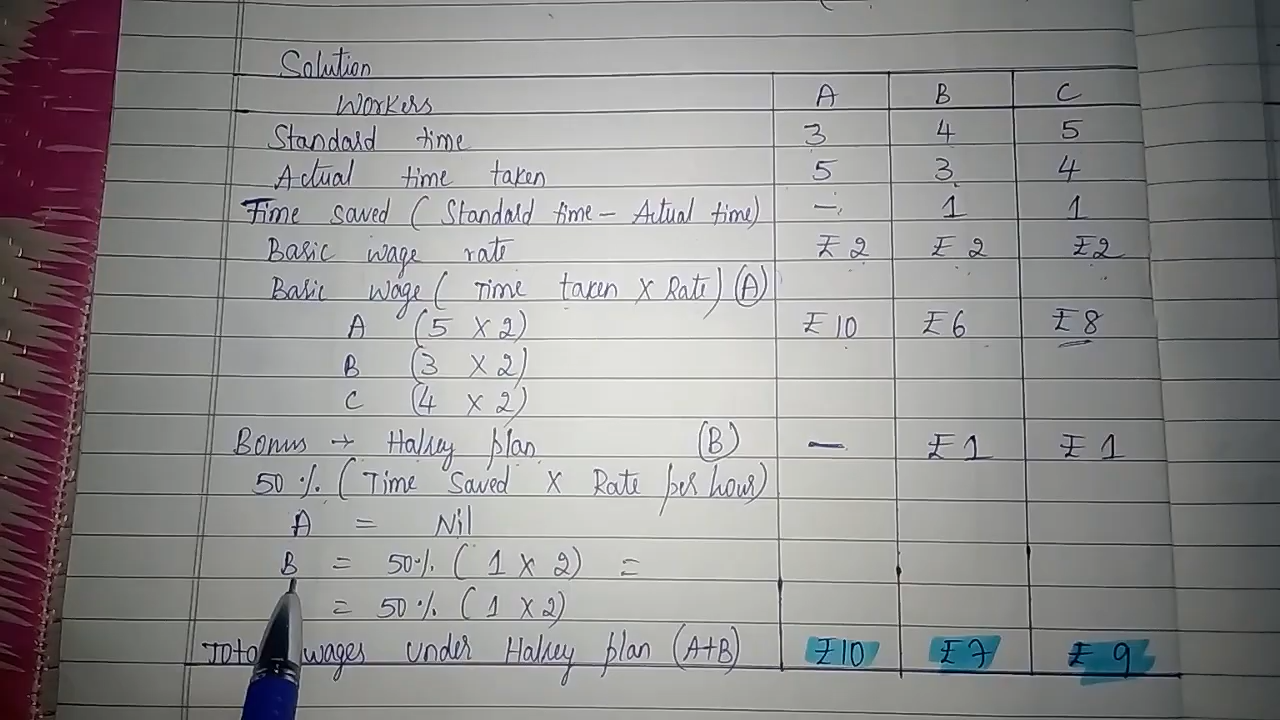 Solution
Workers A B C
Standard time 3 4 5
Actual time taken 5 3 4
Time saved ( Standard time - Actual time) - 1 1
Basic wage rate ₹ 2 ₹ 2 ₹2
Basic wage ( Time taken X Rate) (A)
A (5 X 2) ₹ 10 ₹ 6 ₹ 8
B (3 X 2)
C (4 X 2)
Bonus → Halsey plan (B) - ₹ 1 ₹ 1
50 % ( Time Saved X Rate per hour)
A = Nil
B = 50% ( 1 X 2) =
= 50 % ( 1 X 2)
wages under Halsey plan (A+B) ₹10 ₹ 7 ₹ 9